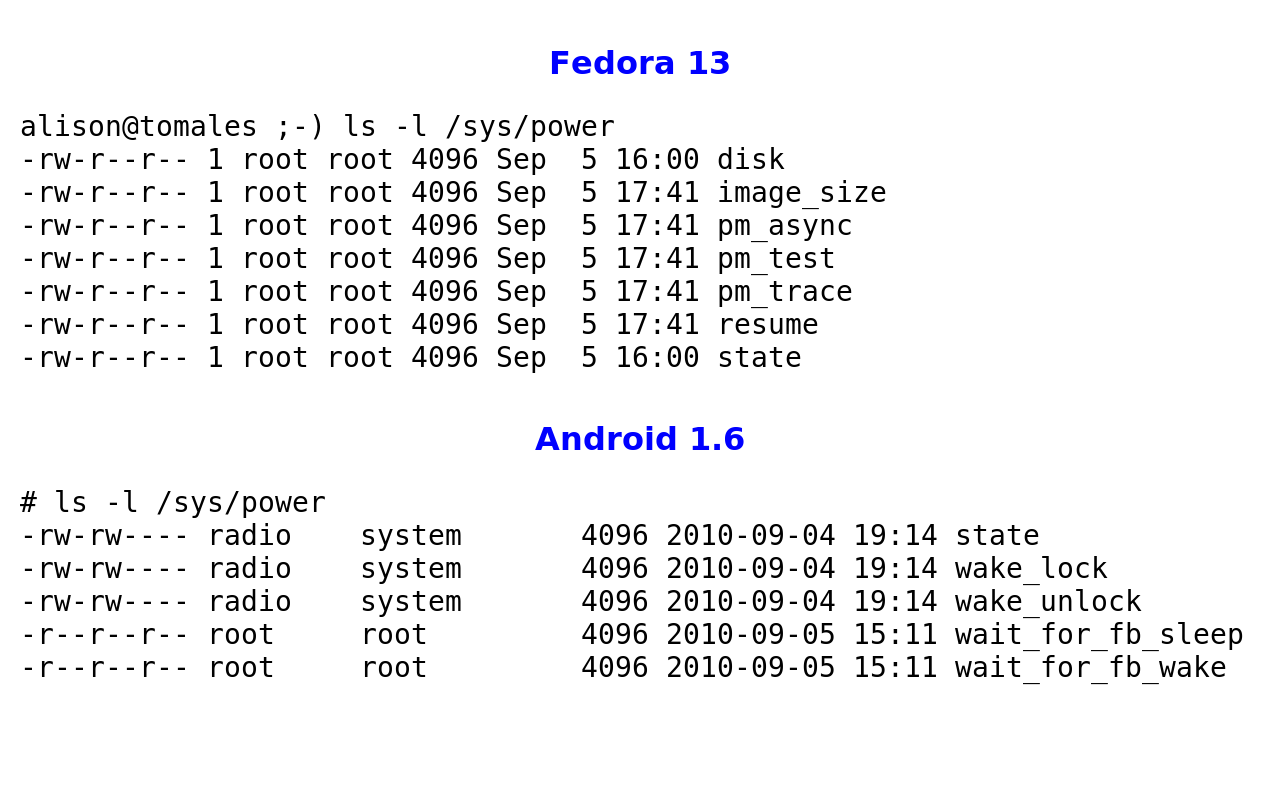 Fedora 13
alison@tomales ;-) ls -l /sys/power
-rw-r--r-- 1 root root 4096 Sep  5 16:00 disk
-rw-r--r-- 1 root root 4096 Sep  5 17:41 image_size
-rw-r--r-- 1 root root 4096 Sep  5 17:41 pm_async
-rw-r--r-- 1 root root 4096 Sep  5 17:41 pm_test
-rw-r--r-- 1 root root 4096 Sep  5 17:41 pm_trace
-rw-r--r-- 1 root root 4096 Sep  5 17:41 resume
-rw-r--r-- 1 root root 4096 Sep  5 16:00 state
Android 1.6
# ls -l /sys/power
-rw-rw---- radio    system       4096 2010-09-04 19:14 state
-rw-rw---- radio    system       4096 2010-09-04 19:14 wake_lock
-rw-rw---- radio    system       4096 2010-09-04 19:14 wake_unlock
-r--r--r-- root     root         4096 2010-09-05 15:11 wait_for_fb_sleep
-r--r--r-- root     root         4096 2010-09-05 15:11 wait_for_fb_wake